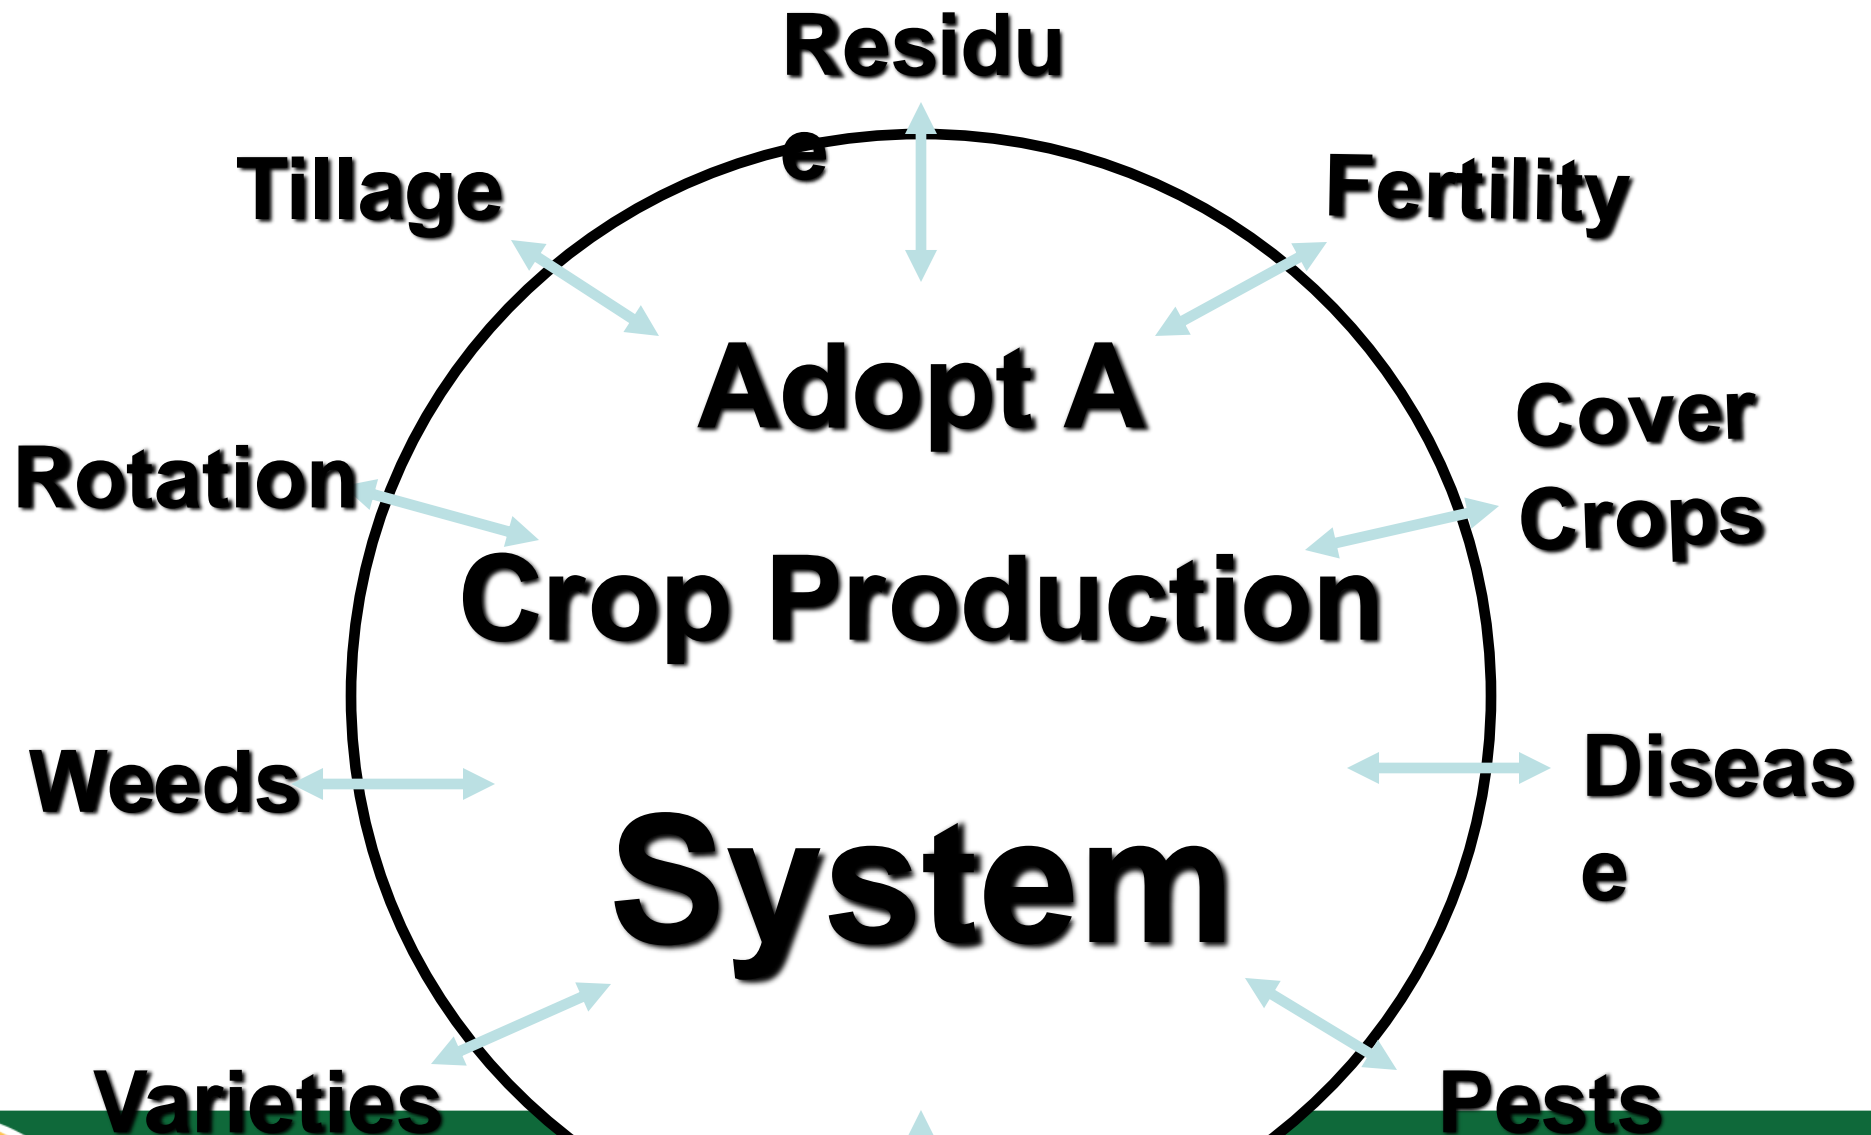 Residu
e
Tillage
Fertility
Adopt A
Cover
Crops
Rotation
Crop Production
Weeds
Diseas
e
System
Varieties
Pests